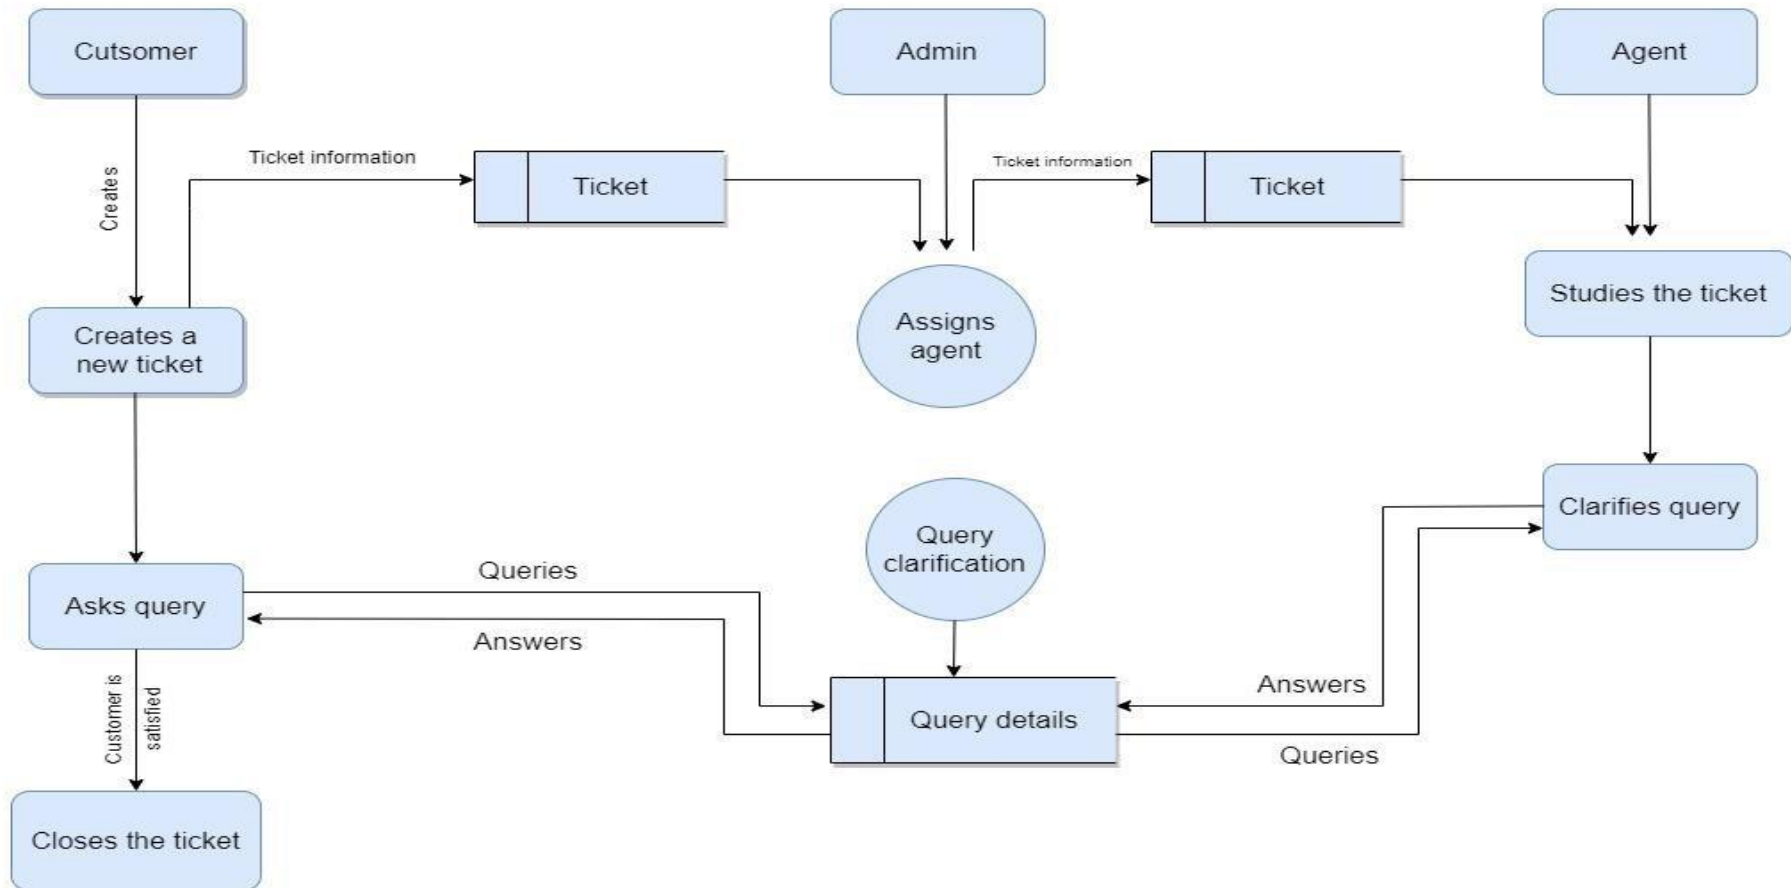 Cutsomer
Admin
Agent
Creates
Ticket information
Ticket
Ticket information
Ticket
Creates a
new ticket
Assigns
agent
Studies the ticket
Clarifies query
Query
clarification
Asks query
Queries
Answers
Customer is
satisfied
Query details
Answers
Queries
Closes the ticket